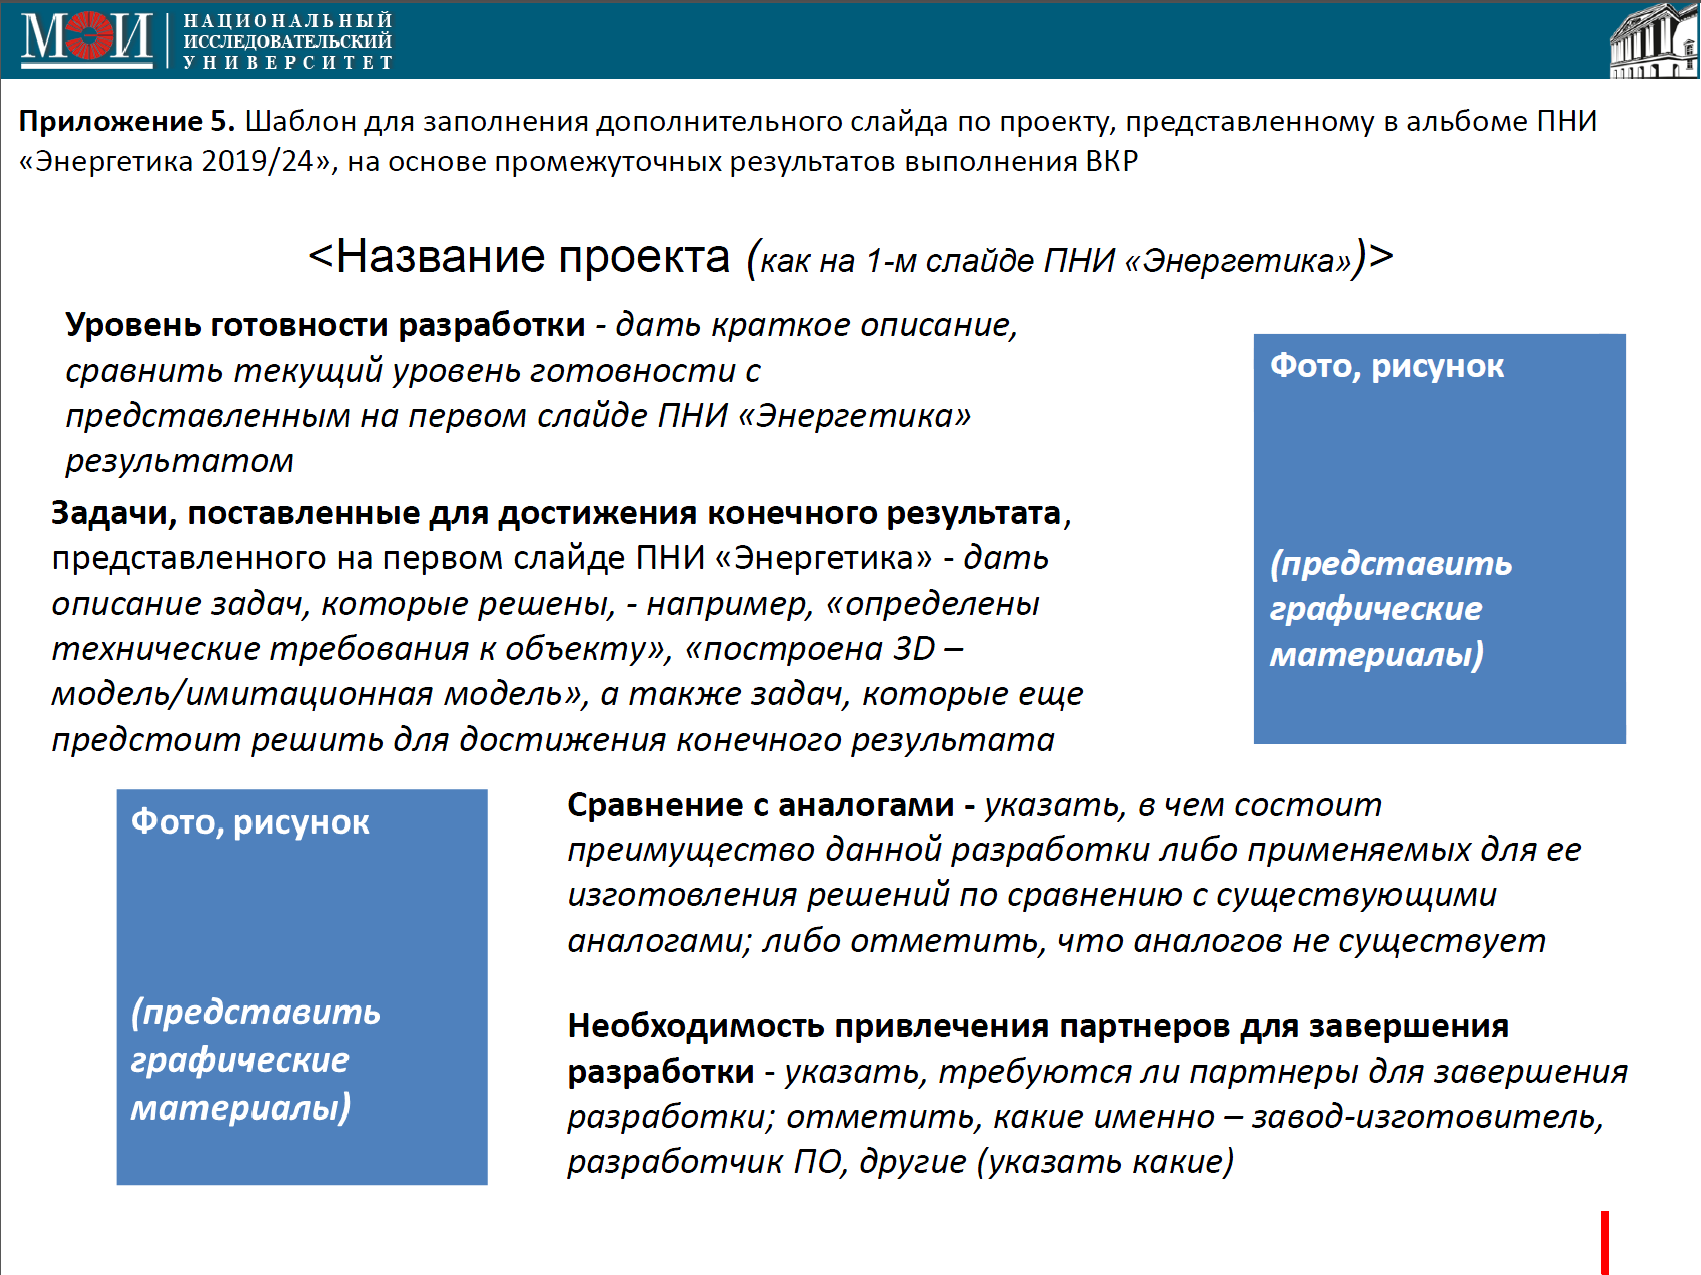 МЭИ
НАЦИОНАЛЬНЫЙ
ИССЛЕДОВАТЕЛЬСКИЙ
УНИВЕРСИТЕТ
Приложение 5. Шаблон для заполнения дополнительного слайда по проекту, представленному в альбоме ПНИ
«Энергетика 2019/24», на основе промежуточных результатов выполнения ВКР
<Название проекта (как на 1-м слайде ПНИ «Энергетика»)>
Уровень готовности разработки - дать краткое описание,
сравнить текущий уровень готовности с
представленным на первом слайде ПНИ «Энергетика»
результатом
Задачи, поставленные для достижения конечного результата,
представленного на первом слайде ПНИ «Энергетика» - дать
описание задач, которые решены, - например, «определены
технические требования к объекту», «построена 3D –
модель/имитационная модель», а также задач, которые еще
предстоит решить для достижения конечного результата
Фото, рисунок
(представить
графические
материалы)
Фото, рисунок
(представить
графические
материалы)
Сравнение с аналогами - указать, в чем состоит
преимущество данной разработки либо применяемых для ее
изготовления решений по сравнению с существующими
аналогами; либо отметить, что аналогов не существует
Необходимость привлечения партнеров для завершения
разработки - указать, требуются ли партнеры для завершения
разработки; отметить, какие именно – завод-изготовитель,
разработчик ПО, другие (указать какие)